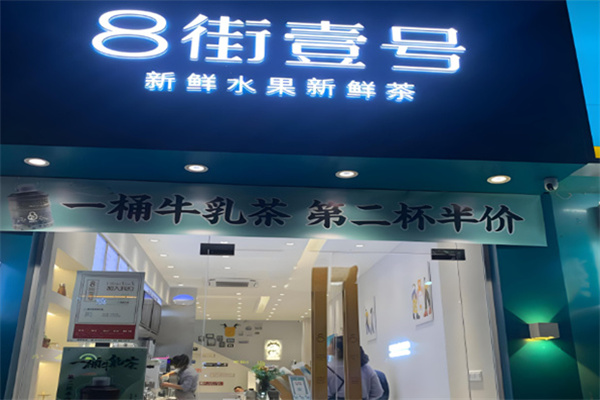 8街壹号
新鲜水果新鲜茶
一桶牛乳茶 第二杯半价